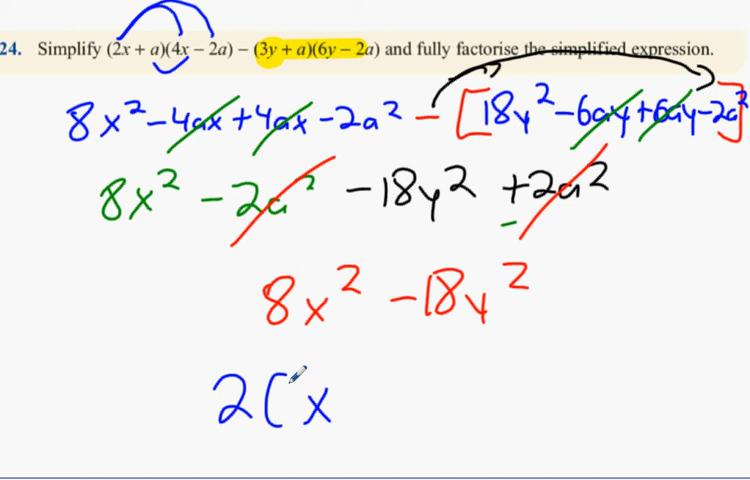 24. Simplify (2x + a)(4x − 2a) − (3y + a)(6y − 2a) and fully factorise the simplified expression.
8x² − 4ax + 4ax − 2a² − [18y² − 6ay + 6ay − 2a²]
8x² − 2a² − 18y² + 2a²
8x² − 18y²
2(x